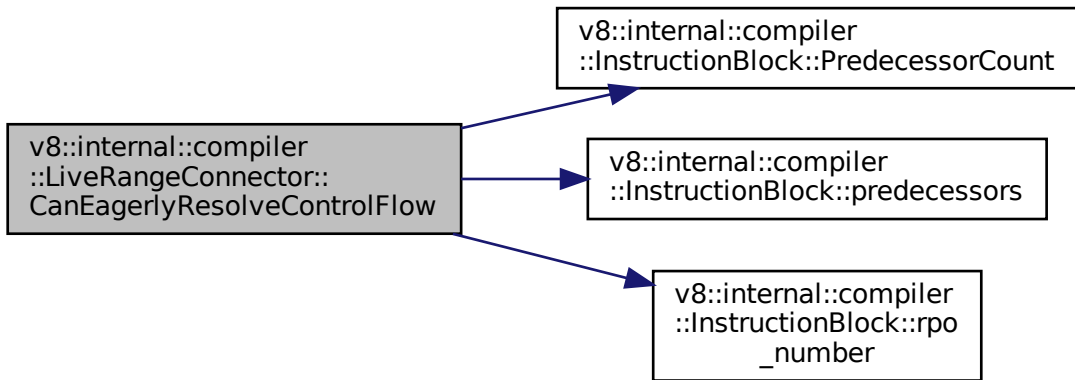 v8::internal::compiler
::LiveRangeConnector::
CanEagerlyResolveControlFlow
v8::internal::compiler
::InstructionBlock::PredecessorCount
v8::internal::compiler
::InstructionBlock::predecessors
v8::internal::compiler
::InstructionBlock::rpo
_number